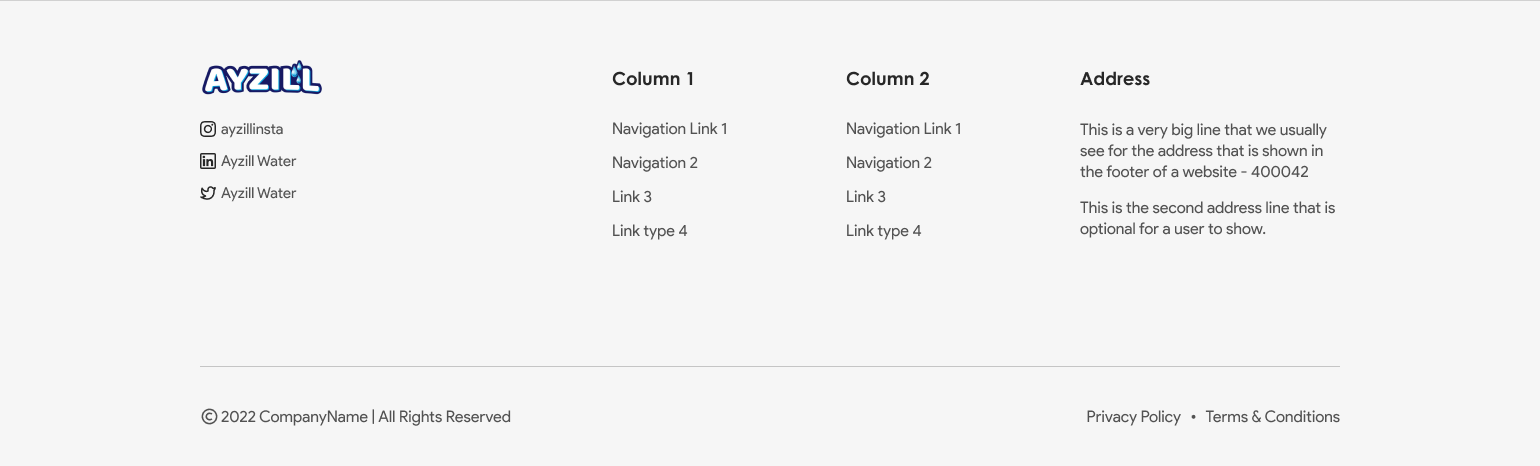 AYZILL
ayzillinsta
Ayzill Water
Ayzill Water
Column 1
Navigation Link 1
Navigation 2
Link 3
Link type 4
Column 2
Navigation Link 1
Navigation 2
Link 3
Link type 4
Address
This is a very big line that we usually
see for the address that is shown in
the footer of a website - 400042
This is the second address line that is
optional for a user to show.
© 2022 CompanyName | All Rights Reserved
Privacy Policy • Terms & Conditions